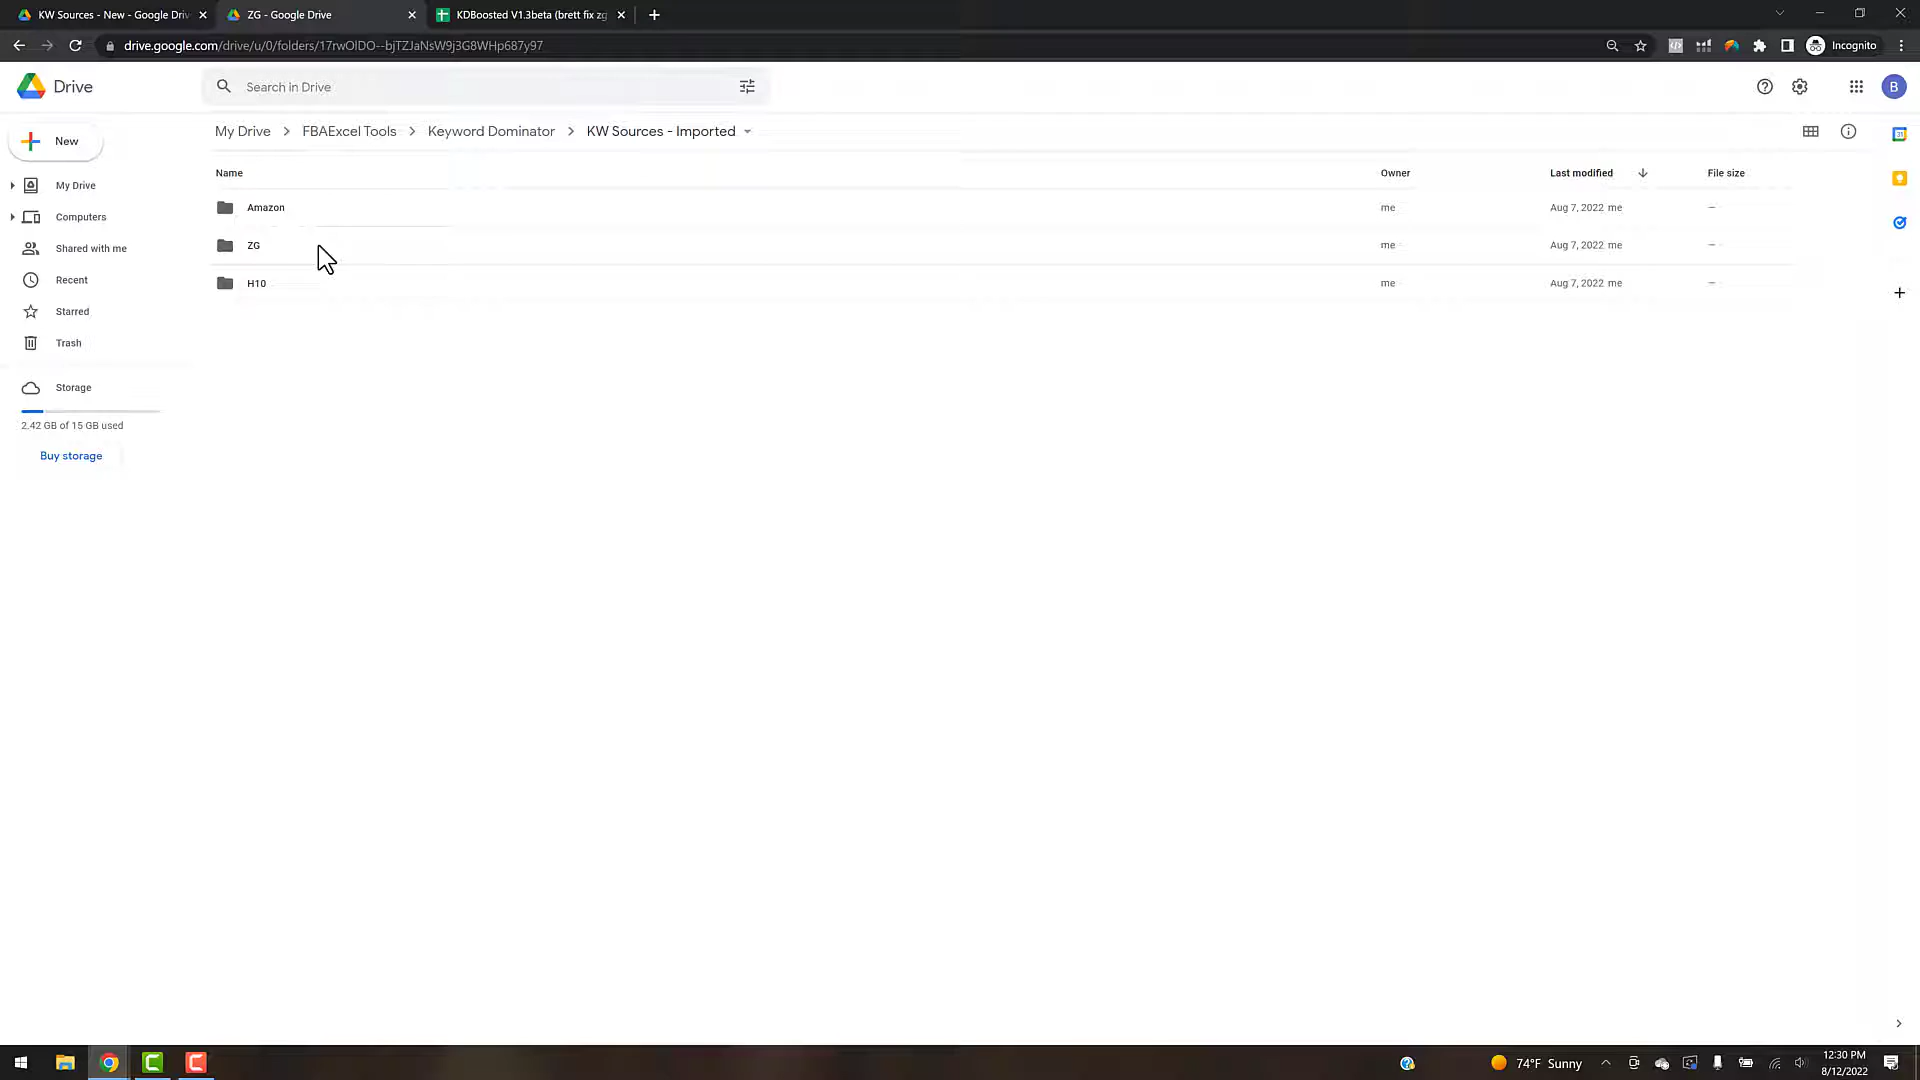 KW Sources - New - Google Driv
ZG - Google Drive
KDBoosted V1.3beta (brett fix zg
drive.google.com/drive/u/0/folders/17rwOlDO--bjTZJaNsW9j3G8WHp687y97
Incognito
Drive
Search in Drive
B
New
My Drive
FBAExcel Tools
Keyword Dominator
KW Sources - Imported
31
Name
Owner
Last modified
File size
My Drive
Computers
Shared with me
Recent
Starred
Trash
Storage
2.42 GB of 15 GB used
Buy storage
Amazon
me
Aug 7, 2022 me
—
ZG
me
Aug 7, 2022 me
—
H10
me
Aug 7, 2022 me
—
74°F Sunny
12:30 PM
8/12/2022